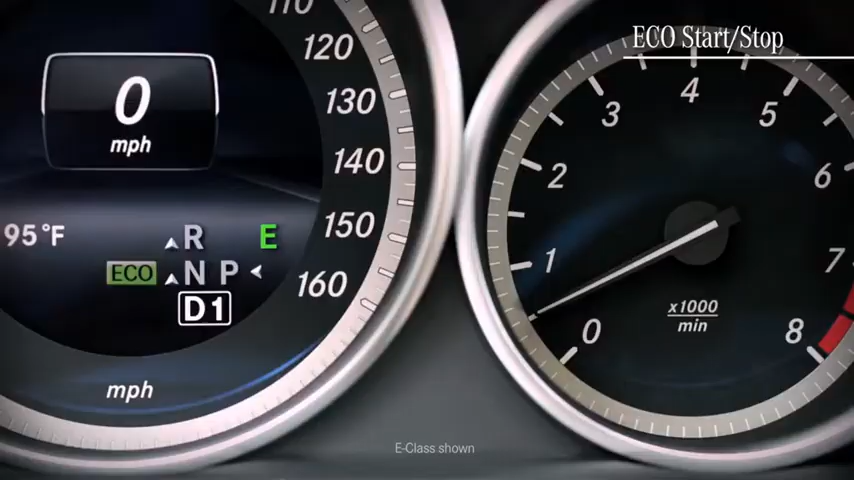 ECO Start/Stop
110
120
130
140
150
160
0
mph
95°F
R
E
ECO
N P
D1
mph
0
1
2
3
4
5
6
7
8
x1000
min
E-Class shown